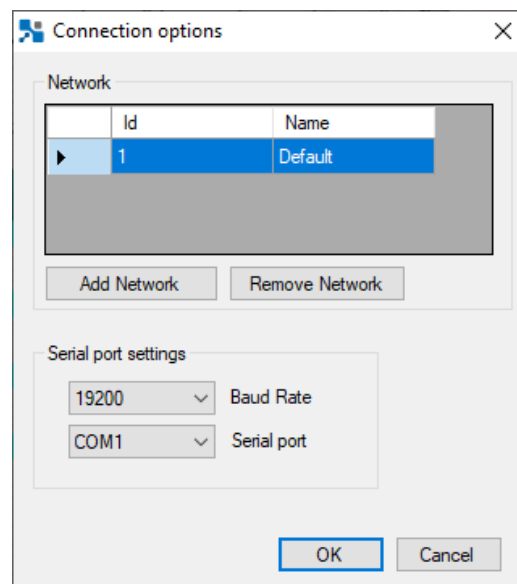 Connection options
Network
Id Name
1 Default
Add Network Remove Network
Serial port settings
19200 Baud Rate
COM1 Serial port
OK Cancel